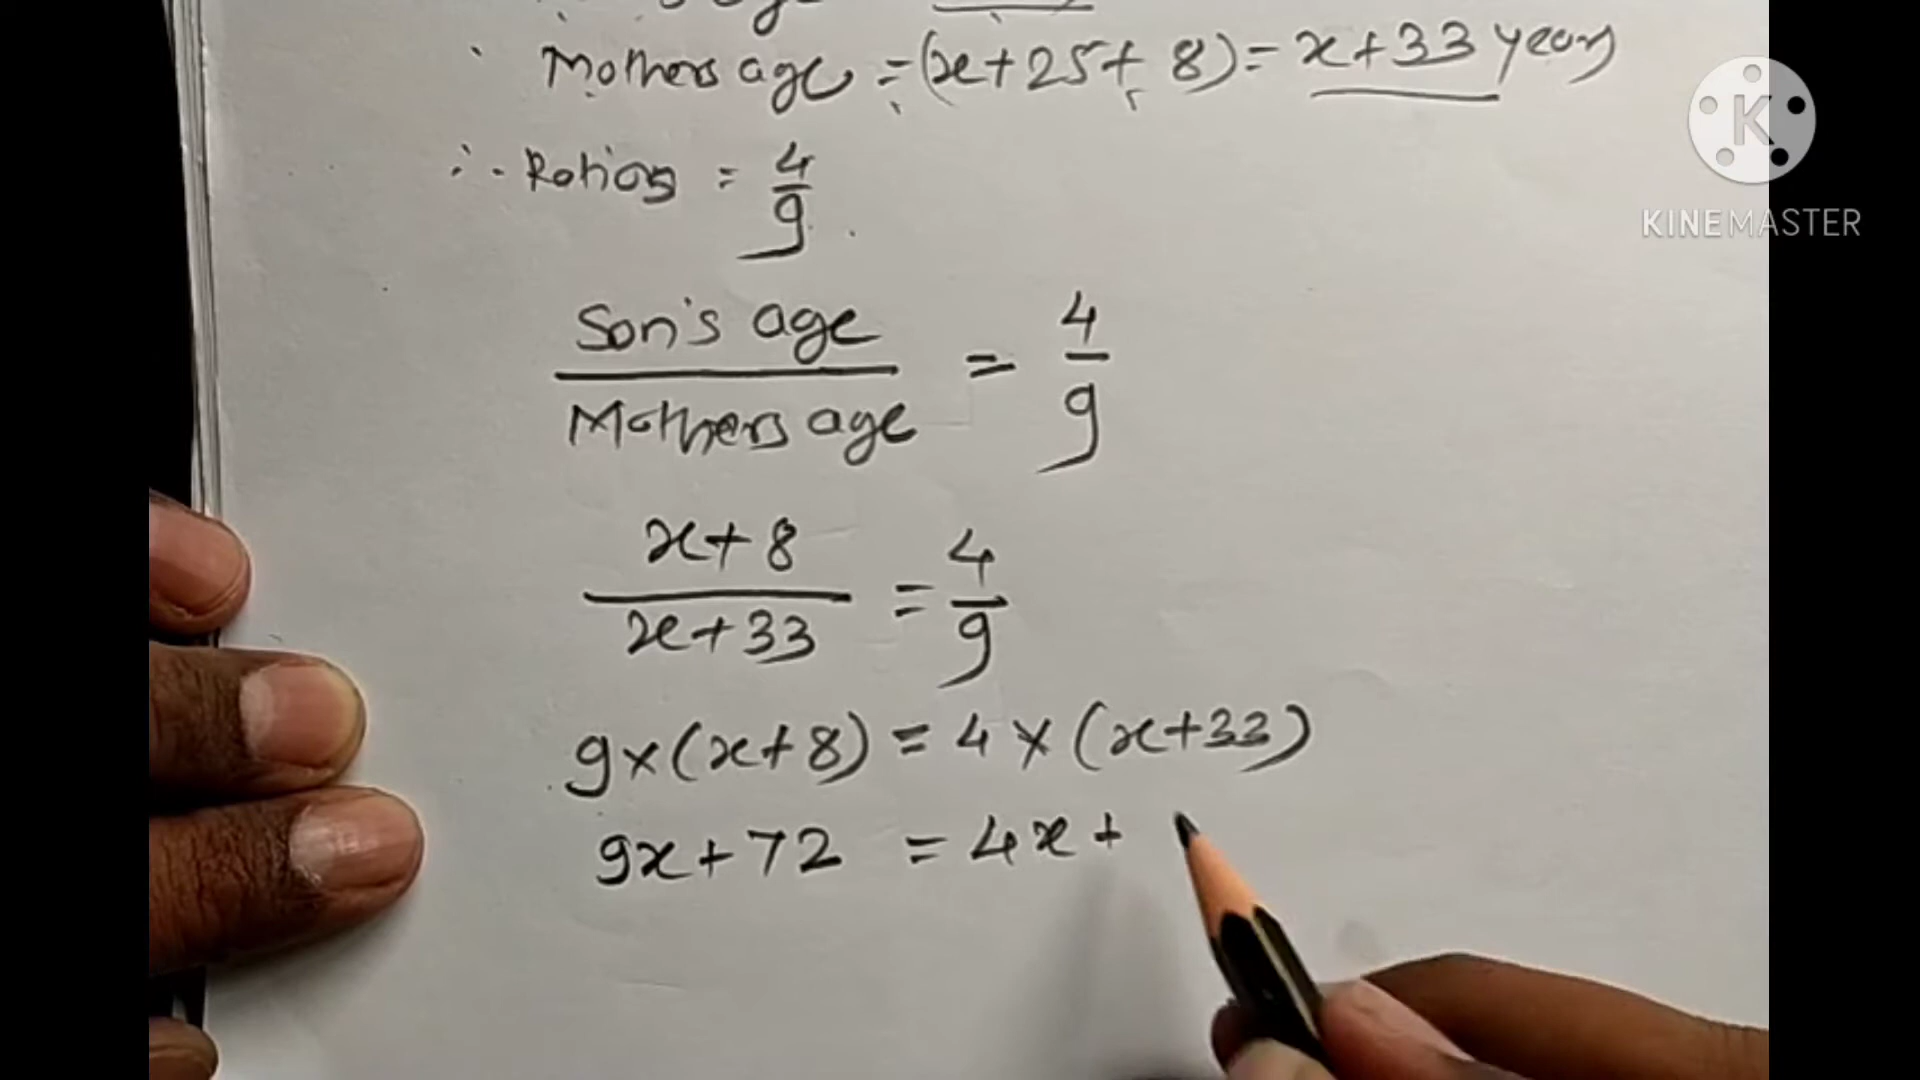 Mothers age = (x+25+8) = x+33 years
K
KINEMASTER
∴ Rations = 4/9
Son's age / Mothers age = 4/9
x+8 / x+33 = 4/9
9×(x+8) = 4×(x+33)
9x+72 = 4x+